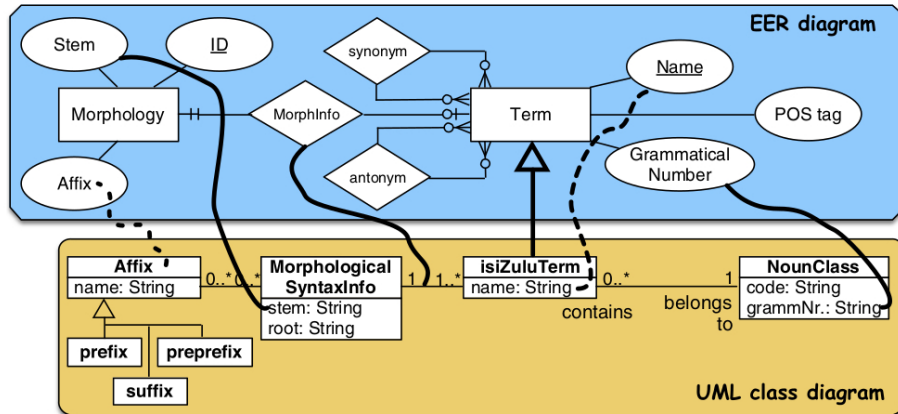 EER diagram
Stem
ID
synonym
Name
Morphology
MorphInfo
Term
POS tag
Affix
antonym
Grammatical
Number
Affix
name: String
0..*
0..*
Morphological
SyntaxInfo
stem: String
root: String
1
1..*
isiZuluTerm
name: String
0..*
contains
1
belongs
to
NounClass
code: String
grammNr.: String
prefix
preprefix
suffix
UML class diagram